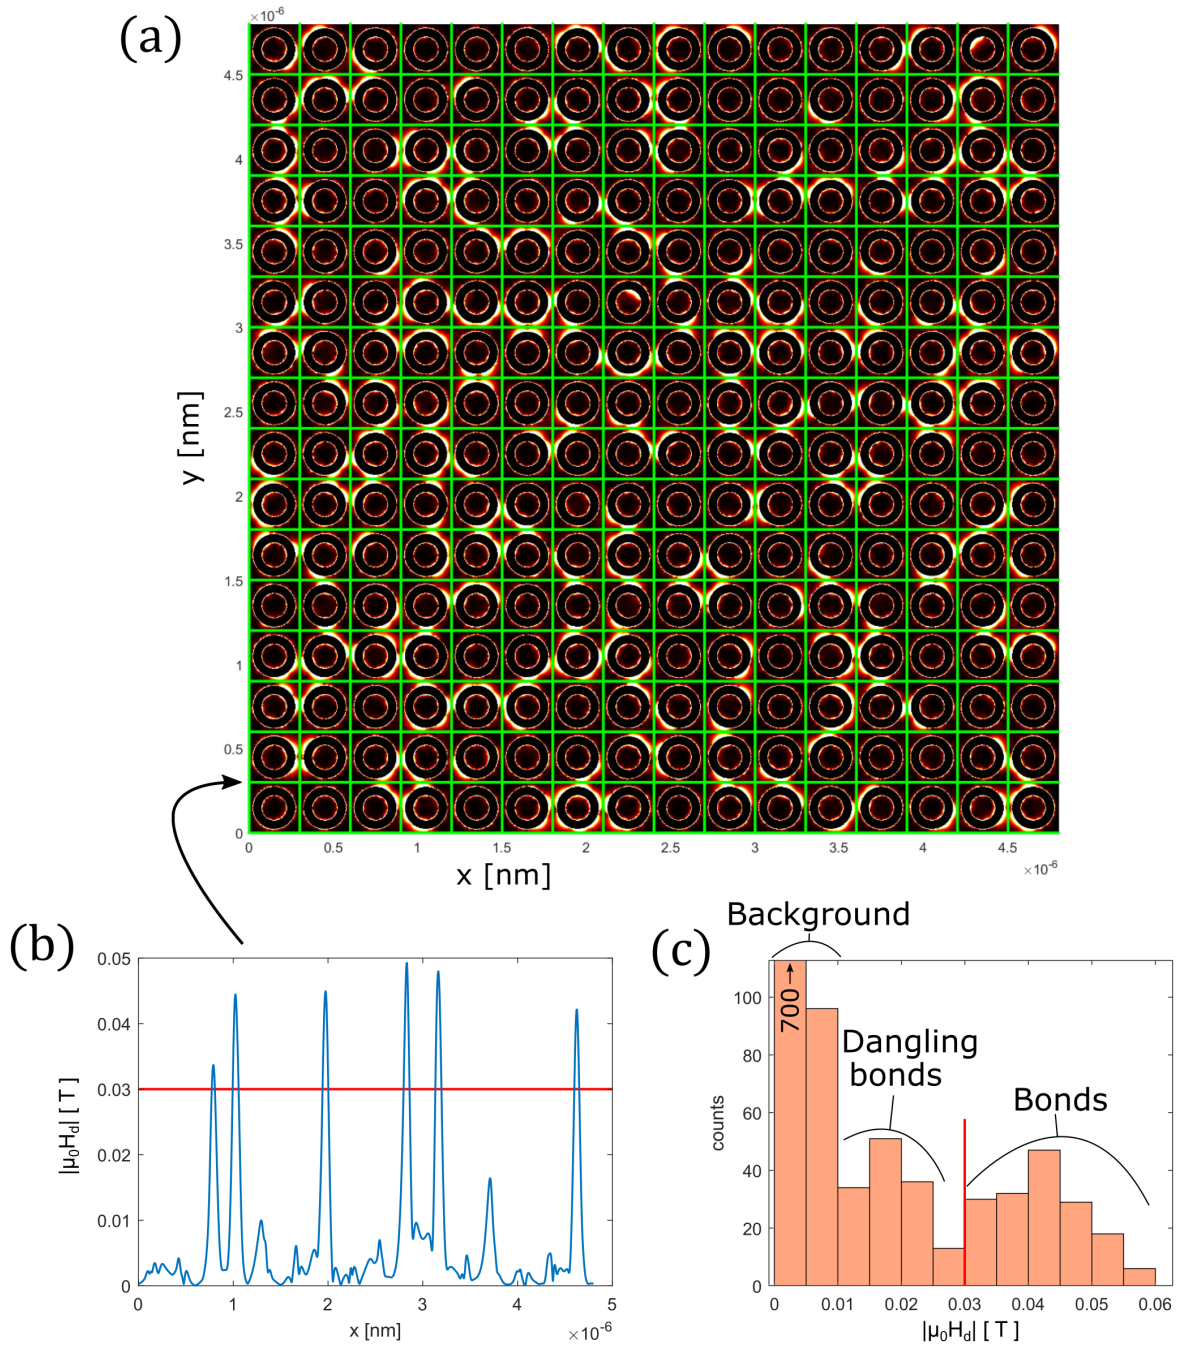 (a)
×10⁻⁶
4.5
4
3.5
3
2.5
2
1.5
1
0.5
0
y [nm]
0 0.5 1 1.5 2 2.5 3 3.5 4 4.5
×10⁻⁶
x [nm]
(b)
0.05
0.04
0.03
0.02
0.01
0
|μ₀H_d| [ T ]
0 1 2 3 4 5
x [nm]
×10⁻⁶
(c)
Background
700→
Dangling
bonds
Bonds
100
80
60
40
20
0
counts
0 0.01 0.02 0.03 0.04 0.05 0.06
|μ₀H_d| [ T ]